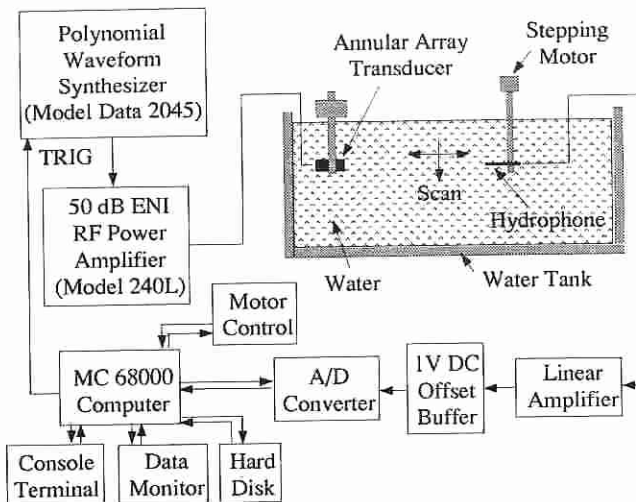 Polynomial
Waveform
Synthesizer
(Model Data 2045)
Annular Array
Transducer
Stepping
Motor
TRIG
50 dB ENI
RF Power
Amplifier
(Model 240L)
Scan
Hydrophone
Water
Water Tank
Motor
Control
MC 68000
Computer
A/D
Converter
1V DC
Offset
Buffer
Linear
Amplifier
Console
Terminal
Data
Monitor
Hard
Disk